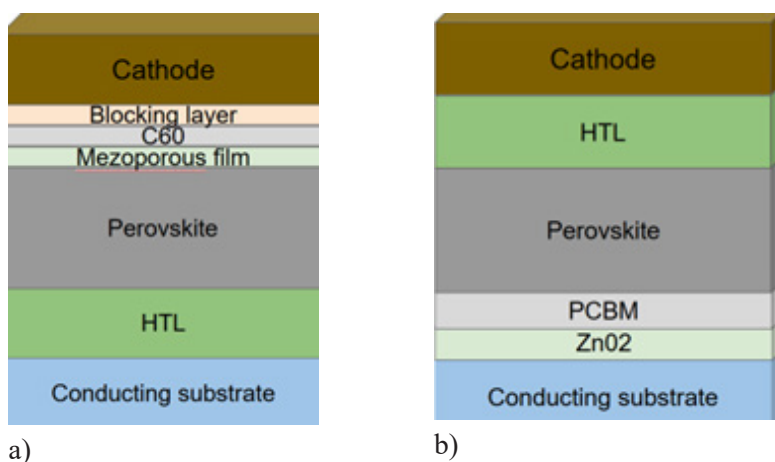 Cathode
Blocking layer
C60
Mezoporous film
Perovskite
HTL
Conducting substrate
a)
Cathode
HTL
Perovskite
PCBM
Zn02
Conducting substrate
b)